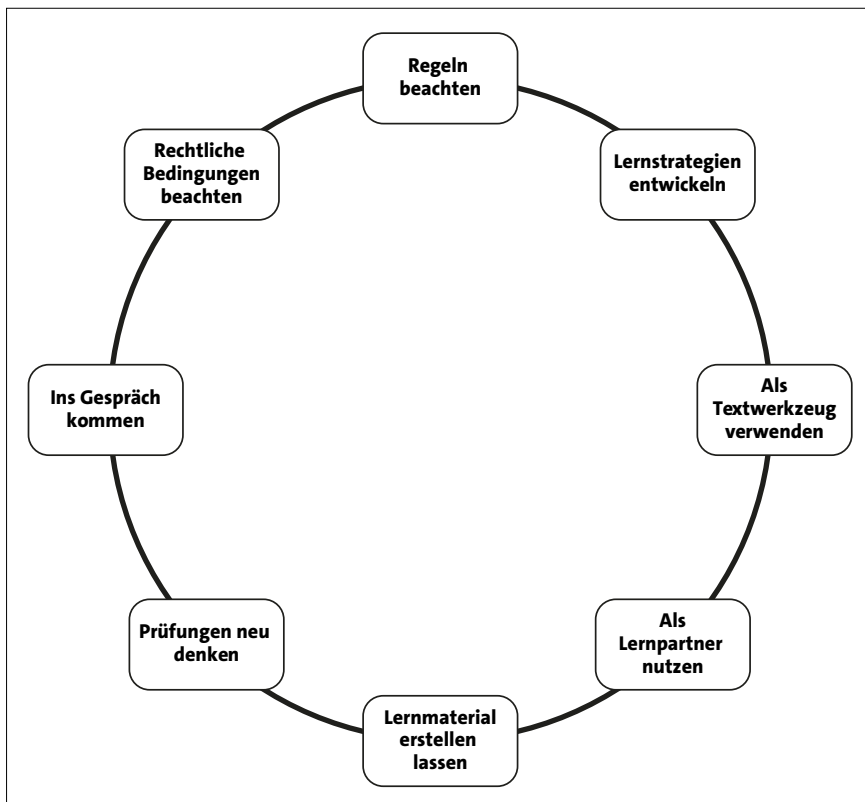 Regeln
beachten
Lernstrategien
entwickeln
Als
Textwerkzeug
verwenden
Als
Lernpartner
nutzen
Lernmaterial
erstellen
lassen
Prüfungen neu
denken
Ins Gespräch
kommen
Rechtliche
Bedingungen
beachten